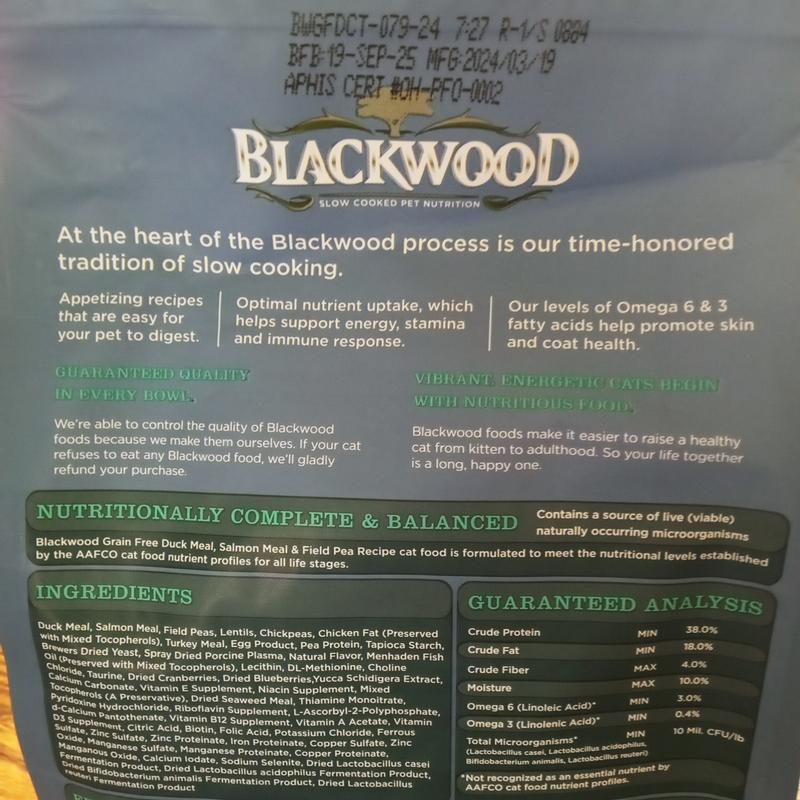 BWGFDCT-079-24 7:27 R-1/S 0884
BFB:19-SEP-25 MFG:2024/03/19
APHIS CERT #OH-PFO-0002
BLACKWOOD
SLOW COOKED PET NUTRITION
At the heart of the Blackwood process is our time-honored
tradition of slow cooking.
Appetizing recipes
that are easy for
your pet to digest.
Optimal nutrient uptake, which
helps support energy, stamina
and immune response.
Our levels of Omega 6 & 3
fatty acids help promote skin
and coat health.
GUARANTEED QUALITY
IN EVERY BOWL.
We're able to control the quality of Blackwood
foods because we make them ourselves. If your cat
refuses to eat any Blackwood food, we'll gladly
refund your purchase.
VIBRANT, ENERGETIC CATS BEGIN
WITH NUTRITIOUS FOOD.
Blackwood foods make it easier to raise a healthy
cat from kitten to adulthood. So your life together
is a long, happy one.
NUTRITIONALLY COMPLETE & BALANCED
Contains a source of live (viable)
naturally occurring microorganisms
Blackwood Grain Free Duck Meal, Salmon Meal & Field Pea Recipe cat food is formulated to meet the nutritional levels established
by the AAFCO cat food nutrient profiles for all life stages.
INGREDIENTS
Duck Meal, Salmon Meal, Field Peas, Lentils, Chickpeas, Chicken Fat (Preserved
with Mixed Tocopherols), Turkey Meal, Egg Product, Pea Protein, Tapioca Starch,
Brewers Dried Yeast, Spray Dried Porcine Plasma, Natural Flavor, Menhaden Fish
Oil (Preserved with Mixed Tocopherols), Lecithin, DL-Methionine, Choline
Chloride, Taurine, Dried Cranberries, Dried Blueberries,Yucca Schidigera Extract,
Calcium Carbonate, Vitamin E Supplement, Niacin Supplement, Mixed
Tocopherols (A Preservative), Dried Seaweed Meal, Thiamine Monoitrate,
Pyridoxine Hydrochloride, Riboflavin Supplement, L-Ascorbyl-2-Polyphosphate,
d-Calcium Pantothenate, Vitamin B12 Supplement, Vitamin A Acetate, Vitamin
D3 Supplement, Citric Acid, Biotin, Folic Acid, Potassium Chloride, Ferrous
Sulfate, Zinc Sulfate, Zinc Proteinate, Iron Proteinate, Copper Sulfate, Zinc
Oxide, Manganese Sulfate, Manganese Proteinate, Copper Proteinate,
Manganous Oxide, Calcium Iodate, Sodium Selenite, Dried Lactobacillus casei
Fermentation Product, Dried Lactobacillus acidophilus Fermentation Product,
Dried Bifidobacterium animalis Fermentation Product, Dried Lactobacillus
reuteri Fermentation Product
GUARANTEED ANALYSIS
Crude Protein MIN 38.0%
Crude Fat MIN 18.0%
Crude Fiber MAX 4.0%
Moisture MAX 10.0%
Omega 6 (Linoleic Acid)* MIN 3.0%
Omega 3 (Linolenic Acid)* MIN 0.4%
Total Microorganisms* MIN 10 Mil. CFU/lb
(Lactobacillus casei, Lactobacillus acidophilus,
Bifidobacterium animalis, Lactobacillus reuteri)
*Not recognized as an essential nutrient by
AAFCO cat food nutrient profiles.